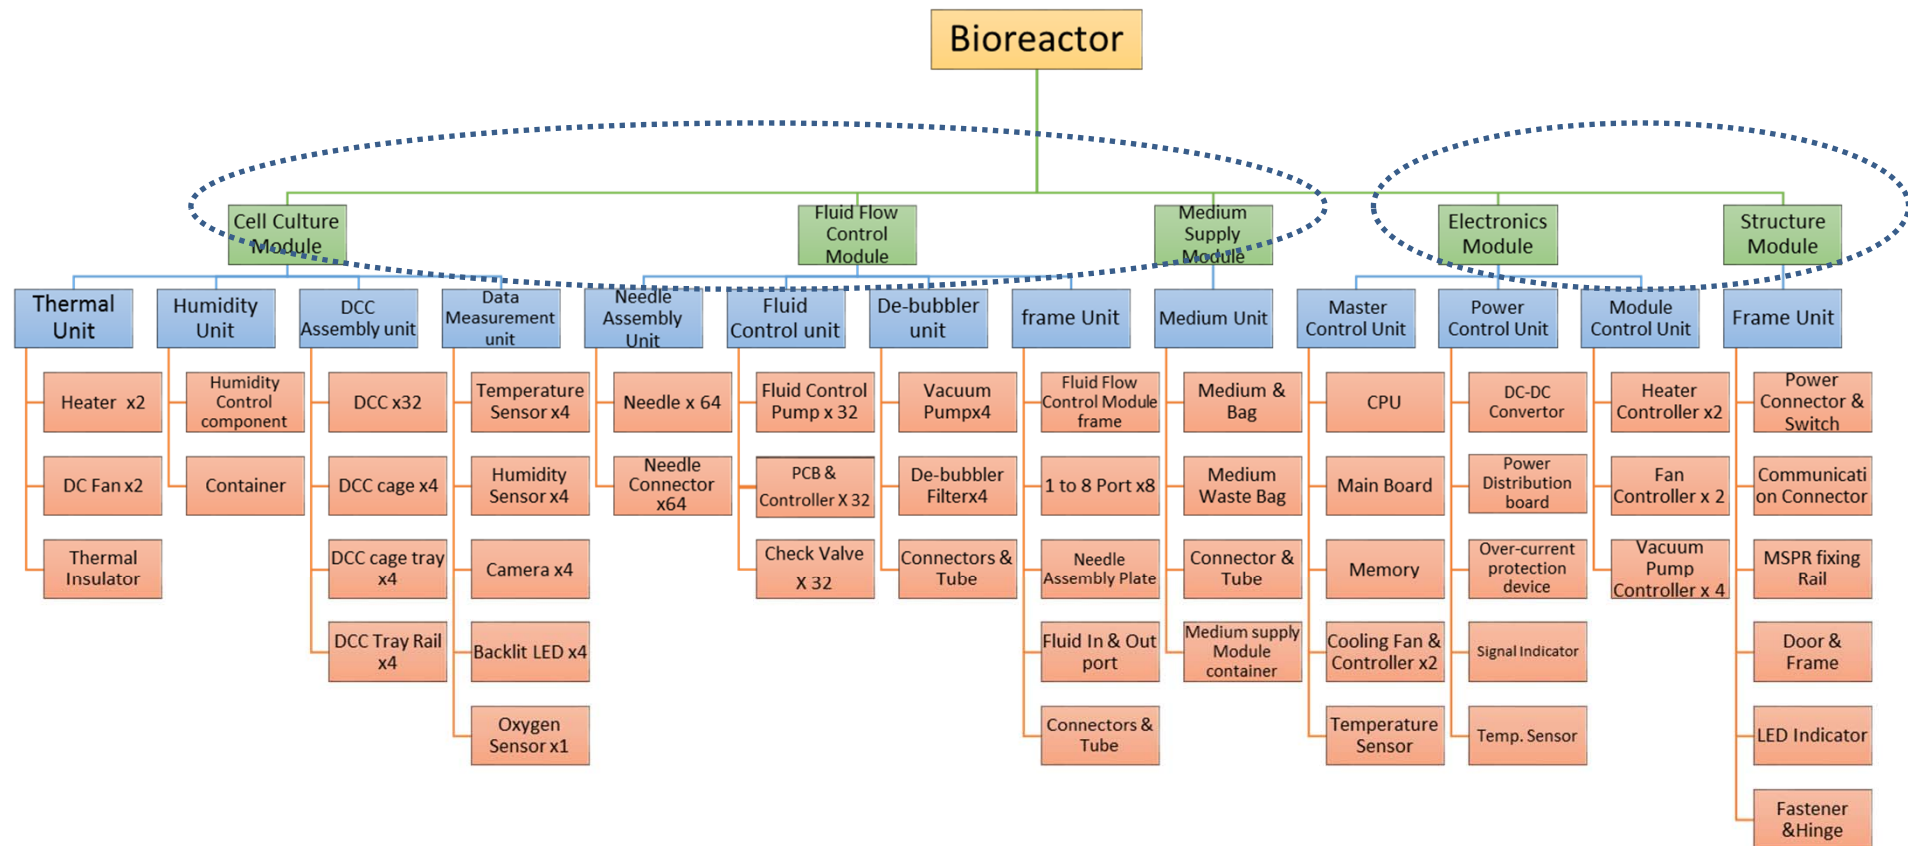 Bioreactor
Cell Culture
Module
Fluid Flow
Control
Module
Medium
Supply
Module
Electronics
Module
Structure
Module
Thermal
Unit
Humidity
Unit
DCC
Assembly unit
Data
Measurement
unit
Needle
Assembly
Unit
Fluid
Control unit
De-bubbler
unit
frame Unit
Medium Unit
Master
Control Unit
Power
Control Unit
Module
Control Unit
Frame Unit
Heater x2
DC Fan x2
Thermal
Insulator
Humidity
Control
component
Container
DCC x32
DCC cage x4
DCC cage tray
x4
DCC Tray Rail
x4
Temperature
Sensor x4
Humidity
Sensor x4
Camera x4
Backlit LED x4
Oxygen
Sensor x1
Needle x 64
Needle
Connector
x64
Fluid Control
Pump x 32
PCB &
Controller X 32
Check Valve
X 32
Vacuum
Pumpx4
De-bubbler
Filterx4
Connectors &
Tube
Fluid Flow
Control Module
frame
1 to 8 Port x8
Needle
Assembly Plate
Fluid In & Out
port
Connectors &
Tube
Medium &
Bag
Medium
Waste Bag
Connector &
Tube
Medium supply
Module
container
CPU
Main Board
Memory
Cooling Fan &
Controller x2
Temperature
Sensor
DC-DC
Convertor
Power
Distribution
board
Over-current
protection
device
Signal Indicator
Temp. Sensor
Heater
Controller x2
Fan
Controller x 2
Vacuum
Pump
Controller x 4
Power
Connector &
Switch
Communicati
on Connector
MSPR fixing
Rail
Door &
Frame
LED Indicator
Fastener
&Hinge